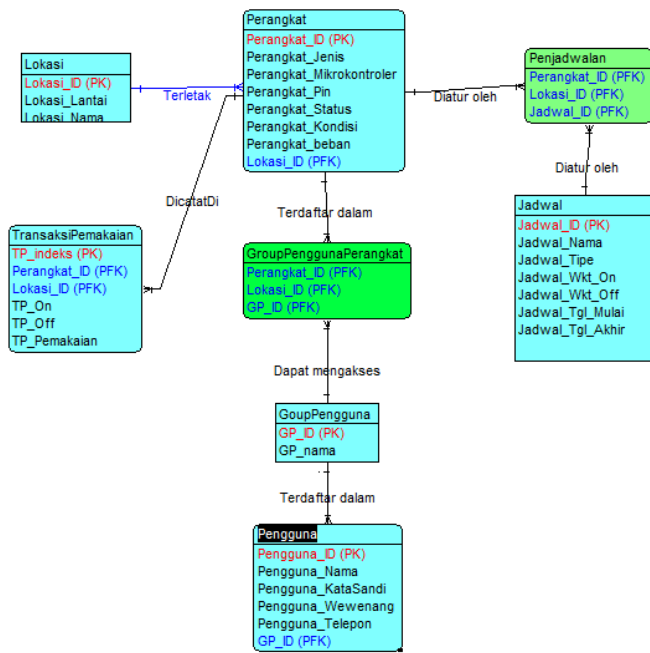 Perangkat
Perangkat_ID (PK)
Perangkat_Jenis
Perangkat_Mikrokontroler
Perangkat_Pin
Perangkat_Status
Perangkat_Kondisi
Perangkat_beban
Lokasi_ID (PFK)
Lokasi
Lokasi_ID (PK)
Lokasi_Lantai
Lokasi_Nama
Terletak
Diatur oleh
Penjadwalan
Perangkat_ID (PFK)
Lokasi_ID (PFK)
Jadwal_ID (PFK)
Diatur oleh
DicatatDi
Terdaftar dalam
Jadwal
Jadwal_ID (PK)
Jadwal_Nama
Jadwal_Tipe
Jadwal_Wkt_On
Jadwal_Wkt_Off
Jadwal_Tgl_Mulai
Jadwal_Tgl_Akhir
TransaksiPemakaian
TP_indeks (PK)
Perangkat_ID (PFK)
Lokasi_ID (PFK)
TP_On
TP_Off
TP_Pemakaian
GroupPenggunaPerangkat
Perangkat_ID (PFK)
Lokasi_ID (PFK)
GP_ID (PFK)
Dapat mengakses
GoupPengguna
GP_ID (PK)
GP_nama
Terdaftar dalam
Pengguna
Pengguna_ID (PK)
Pengguna_Nama
Pengguna_KataSandi
Pengguna_Wewenang
Pengguna_Telepon
GP_ID (PFK)